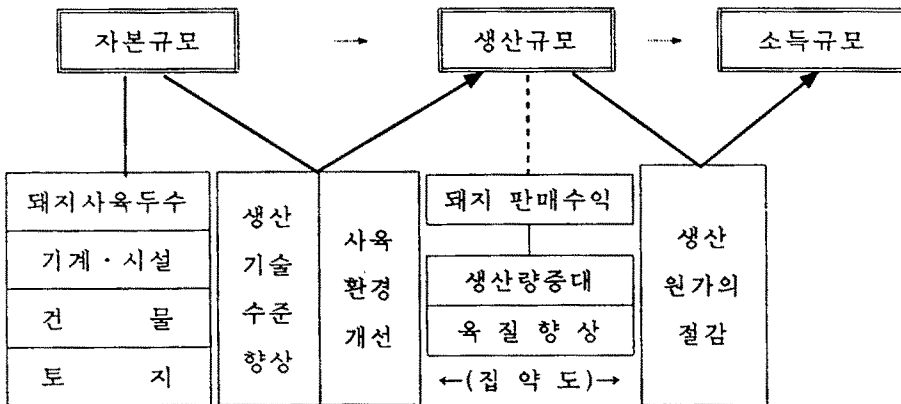 자본규모 → 생산규모 → 소득규모
돼지사육두수
기계·시설
건 물
토 지
생산
기술
수준
향상
사육
환경
개선
돼지 판매수익
생산량증대
육 질 향 상
←(집 약 도)→
생산
원가의
절감